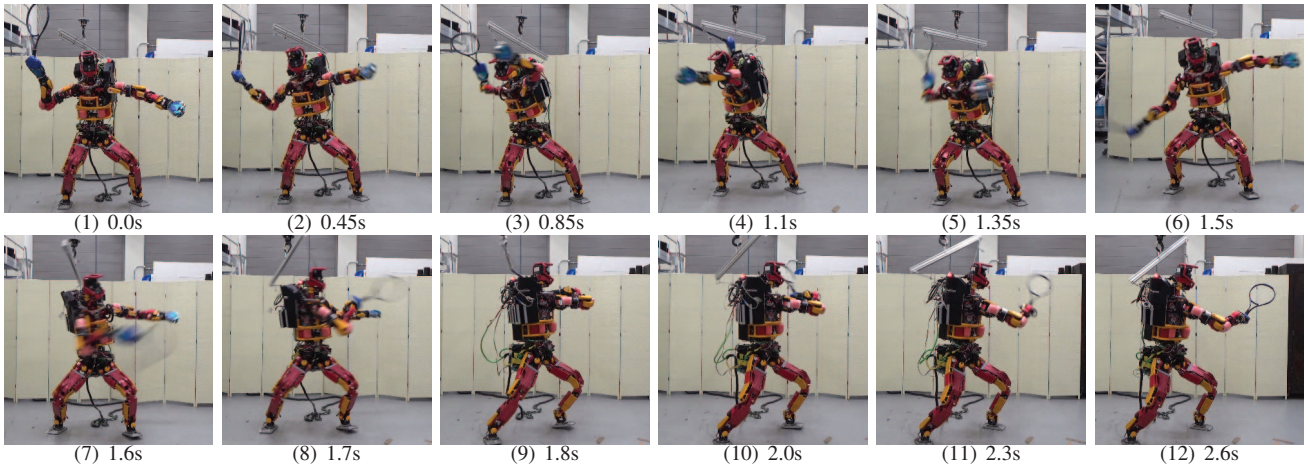 (1) 0.0s (2) 0.45s (3) 0.85s (4) 1.1s (5) 1.35s (6) 1.5s
(7) 1.6s (8) 1.7s (9) 1.8s (10) 2.0s (11) 2.3s (12) 2.6s